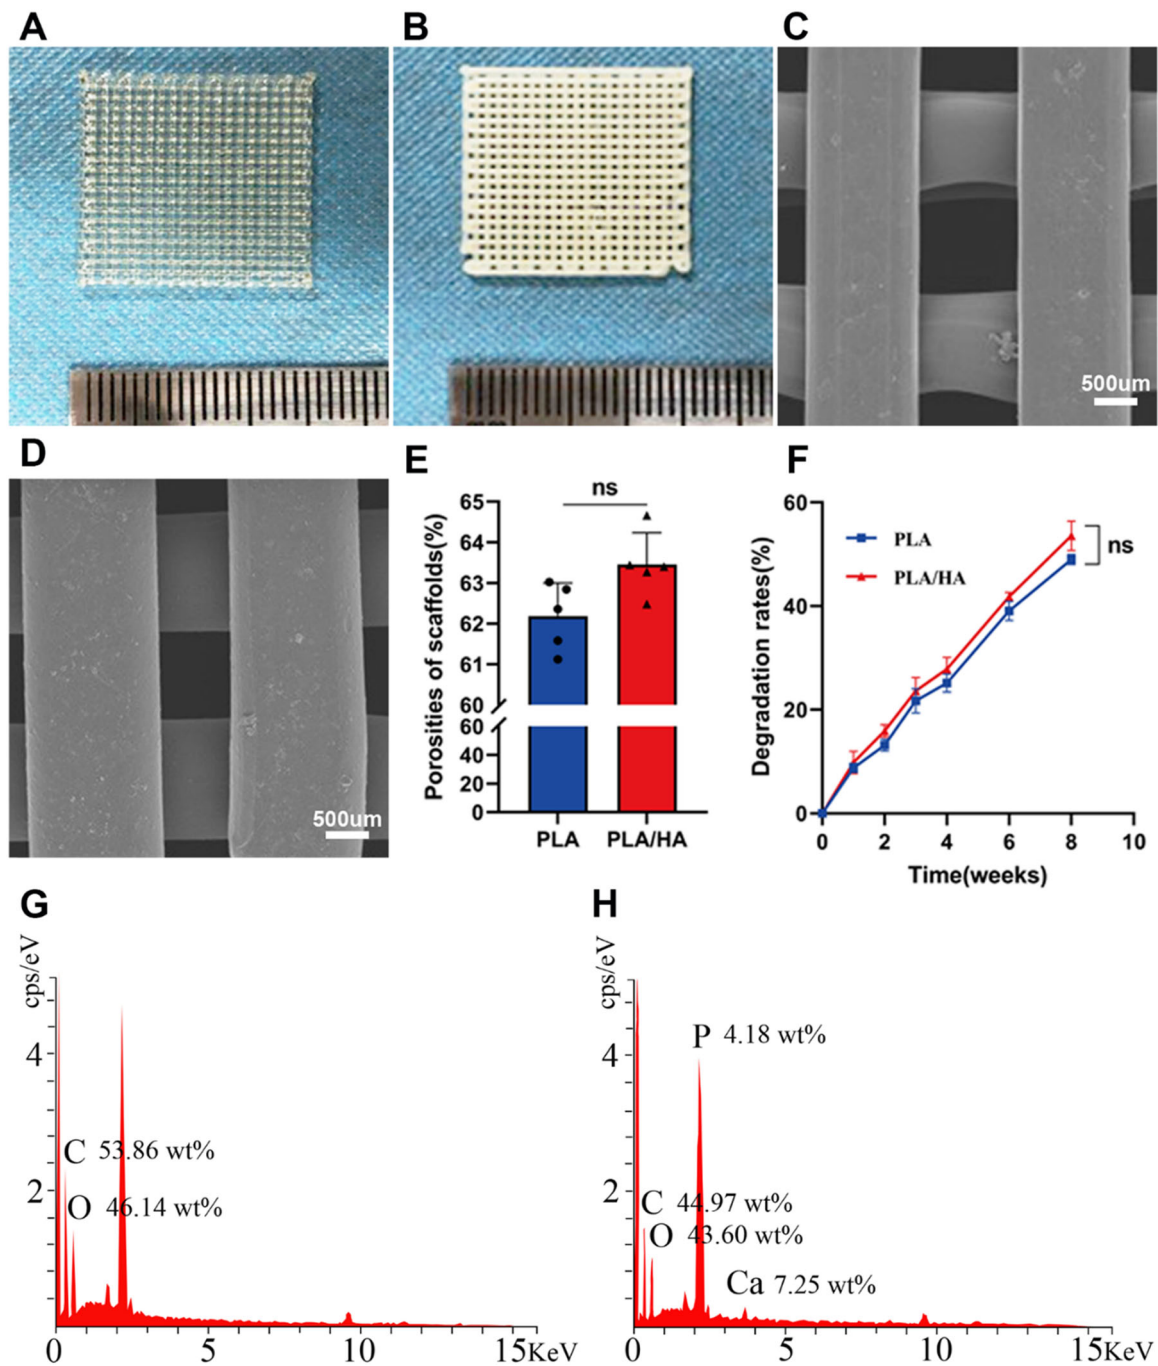 A
B
C
500um
D
500um
E
ns
Porosities of scaffolds(%)
65
64
63
62
61
60
60
40
20
0
PLA
PLA/HA
F
Degradation rates(%)
60
40
20
0
PLA
PLA/HA
ns
0
2
4
6
8
10
Time(weeks)
G
cps/eV
4
2
C 53.86 wt%
O 46.14 wt%
0
5
10
15KeV
H
cps/eV
4
2
P 4.18 wt%
C 44.97 wt%
O 43.60 wt%
Ca 7.25 wt%
0
5
10
15KeV